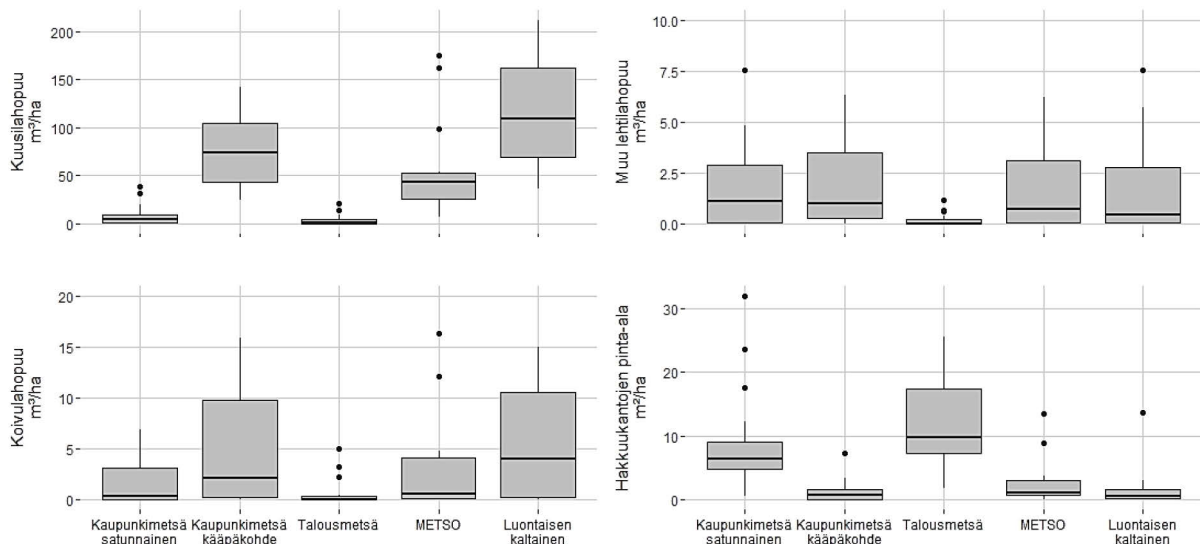 Kuusilahopuu
m³/ha
200
150
100
50
0
Muu lehtilahopuu
m³/ha
10.0
7.5
5.0
2.5
0.0
Koivulahopuu
m³/ha
20
15
10
5
0
Kaupunkimetsä
satunnainen
Kaupunkimetsä
kääpäkohde
Talousmetsä
METSO
Luontaisen
kaltainen
Hakkuukantojen pinta-ala
m²/ha
30
20
10
0
Kaupunkimetsä
satunnainen
Kaupunkimetsä
kääpäkohde
Talousmetsä
METSO
Luontaisen
kaltainen